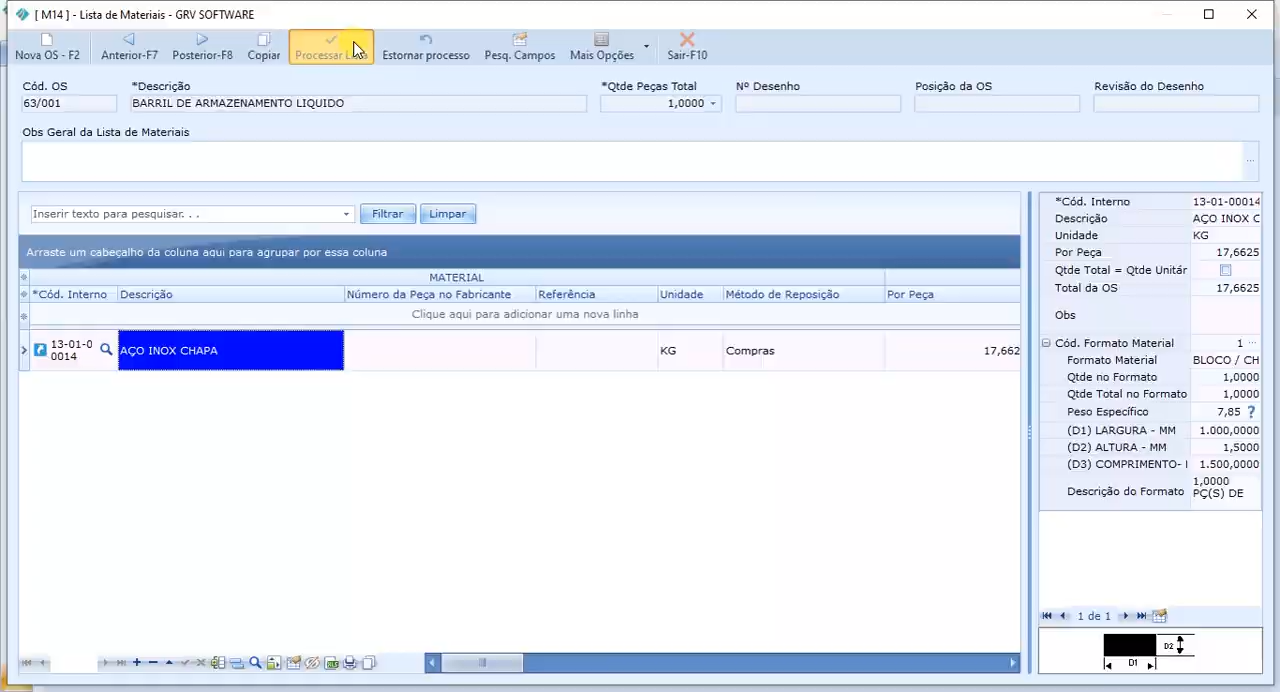 [ M14 ] - Lista de Materiais - GRV SOFTWARE
Nova OS - F2 Anterior-F7 Posterior-F8 Copiar Processar Estornar processo Pesq. Campos Mais Opções Sair-F10
Cód. OS *Descrição *Qtde Peças Total Nº Desenho Posição da OS Revisão do Desenho
63/001 BARRIL DE ARMAZENAMENTO LIQUIDO 1,0000
Obs Geral da Lista de Materiais
...
Inserir texto para pesquisar. . . Filtrar Limpar
Arraste um cabeçalho da coluna aqui para agrupar por essa coluna
MATERIAL
*Cód. Interno Descrição Número da Peça no Fabricante Referência Unidade Método de Reposição Por Peça
Clique aqui para adicionar uma nova linha
13-01-0
0014 AÇO INOX CHAPA KG Compras 17,662
*Cód. Interno 13-01-00014
Descrição AÇO INOX C
Unidade KG
Por Peça 17,6625
Qtde Total = Qtde Unitár
Total da OS 17,6625
Obs
Cód. Formato Material 1 ...
Formato Material BLOCO / CH
Qtde no Formato 1,0000
Qtde Total no Formato 1,0000
Peso Específico 7,85 ?
(D1) LARGURA - MM 1.000,0000
(D2) ALTURA - MM 1,5000
(D3) COMPRIMENTO- 1.500,0000
Descrição do Formato 1,0000
PÇ(S) DE
1 de 1
D2
D1